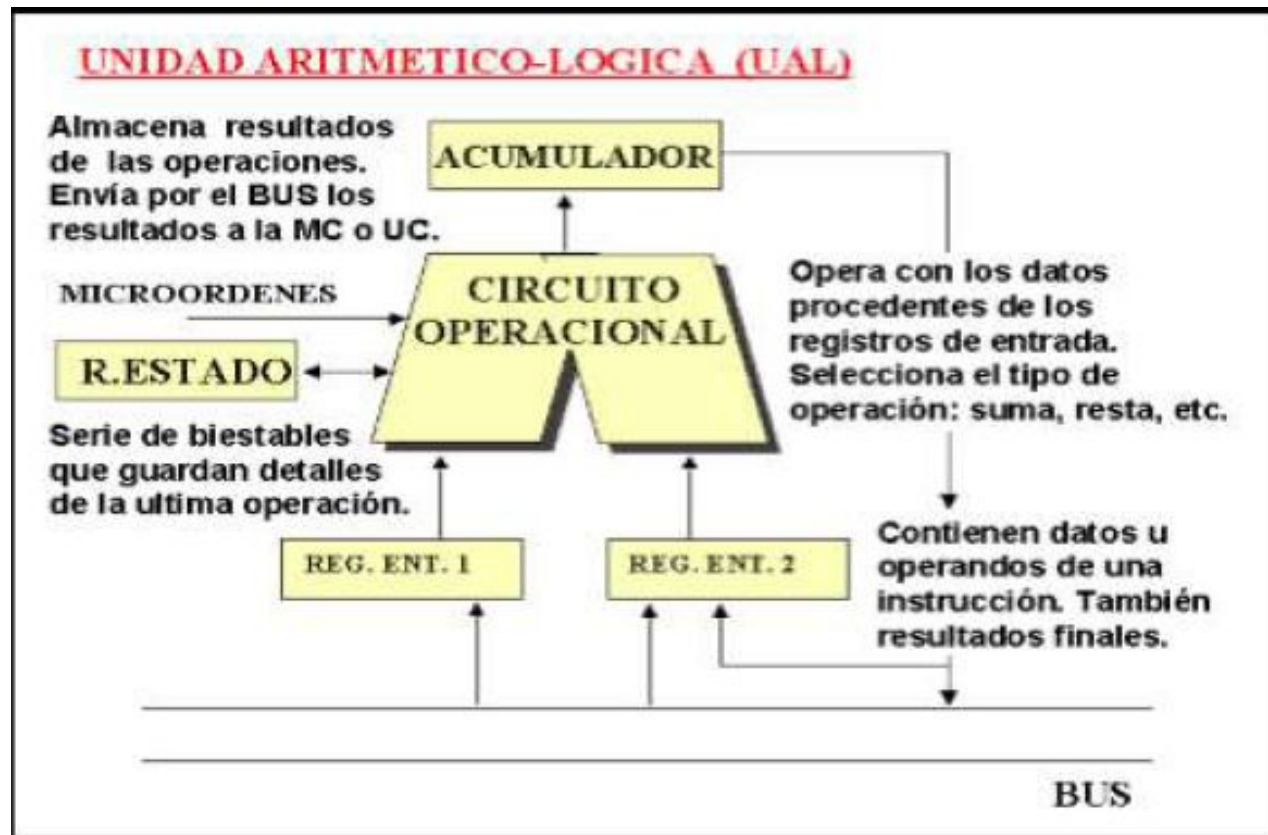 UNIDAD ARITMETICO-LOGICA (UAL)
Almacena resultados
de las operaciones.
Envía por el BUS los
resultados a la MC o UC.
ACUMULADOR
MICROORDENES
CIRCUITO
OPERACIONAL
R.ESTADO
Opera con los datos
procedentes de los
registros de entrada.
Selecciona el tipo de
operación: suma, resta, etc.
Serie de biestables
que guardan detalles
de la ultima operación.
REG. ENT. 1
REG. ENT. 2
Contienen datos u
operandos de una
instrucción. También
resultados finales.
BUS